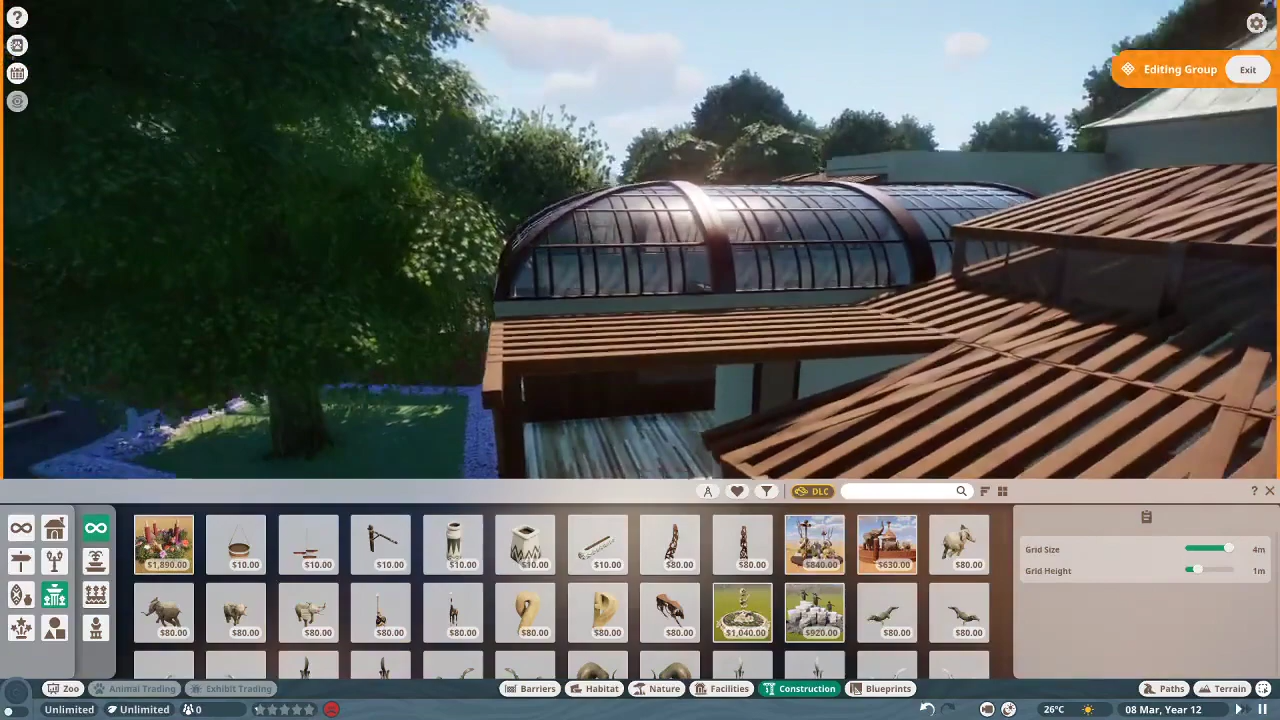 ?
Editing Group
Exit
DLC
?
$1,890.00 $10.00 $10.00 $10.00 $10.00 $10.00 $10.00 $80.00 $80.00 $840.00 $630.00 $80.00
Grid Size 4m
Grid Height 1m
$80.00 $80.00 $80.00 $80.00 $80.00 $80.00 $80.00 $80.00 $1,040.00 $920.00 $80.00 $80.00
Zoo Animal Trading Exhibit Trading Barriers Habitat Nature Facilities Construction Blueprints Paths Terrain
Unlimited Unlimited 0 26°C 08 Mar, Year 12